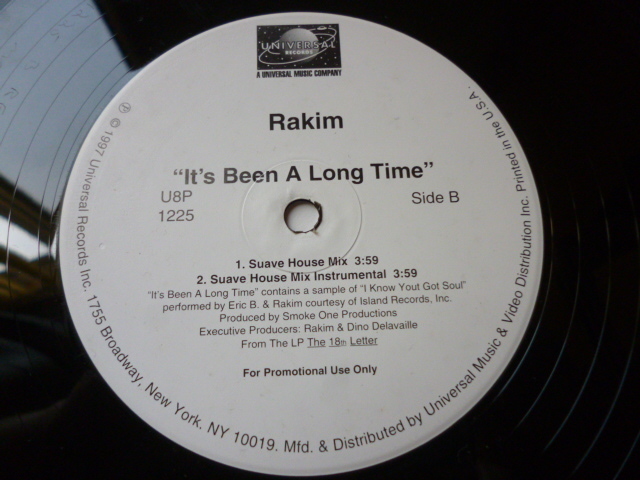 UNIVERSAL
RECORDS
A UNIVERSAL MUSIC COMPANY
Rakim
"It's Been A Long Time"
U8P
1225
Side B
1. Suave House Mix 3:59
2. Suave House Mix Instrumental 3:59
"It's Been A Long Time" contains a sample of "I Know Yout Got Soul"
performed by Eric B. & Rakim courtesy of Island Records, Inc.
Produced by Smoke One Productions
Executive Producers: Rakim & Dino Delavaille
From The LP The 18th Letter
For Promotional Use Only
℗ © 1997 Universal Records Inc. 1755 Broadway, New York, NY 10019. Mfd. & Distributed by Universal Music & Video Distribution Inc. Printed in the U.S.A.